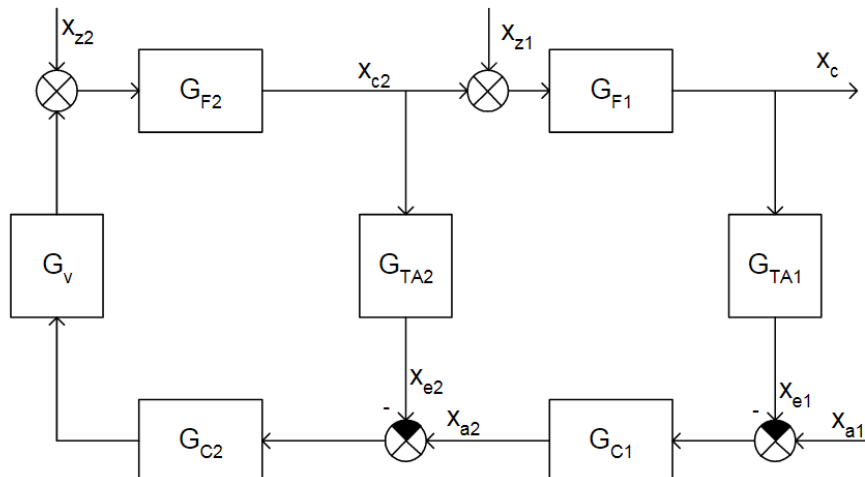 x_z2
x_z1
G_F2
x_c2
G_F1
x_c
G_v
G_TA2
G_TA1
x_e2
x_e1
-
-
G_C2
x_a2
G_C1
x_a1